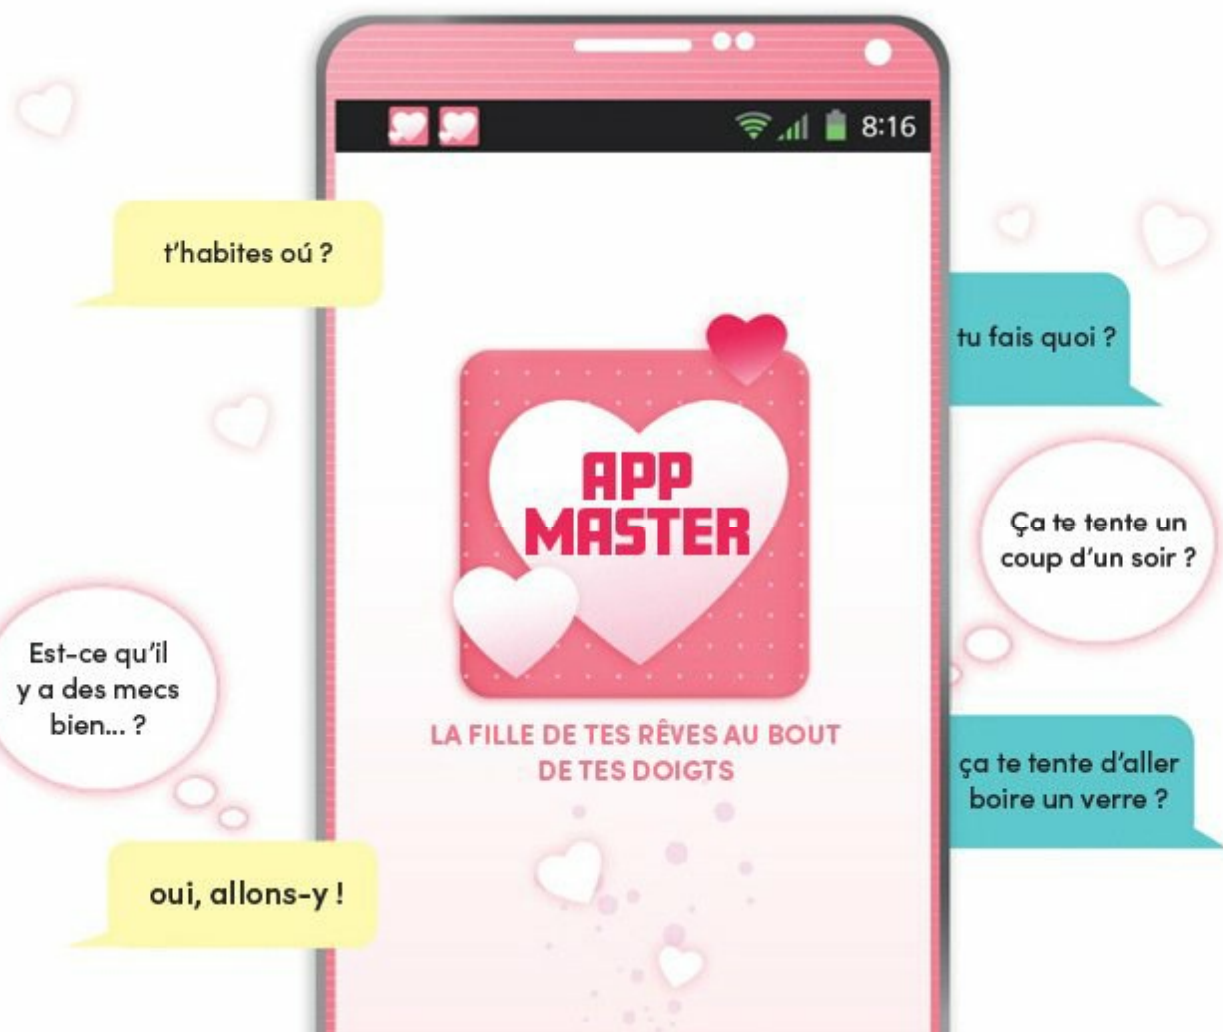 8:16
t'habites oú ?
tu fais quoi ?
APP
MASTER
Ça te tente un
coup d'un soir ?
Est-ce qu'il
y a des mecs
bien... ?
LA FILLE DE TES RÊVES AU BOUT
DE TES DOIGTS
ça te tente d'aller
boire un verre ?
oui, allons-y !